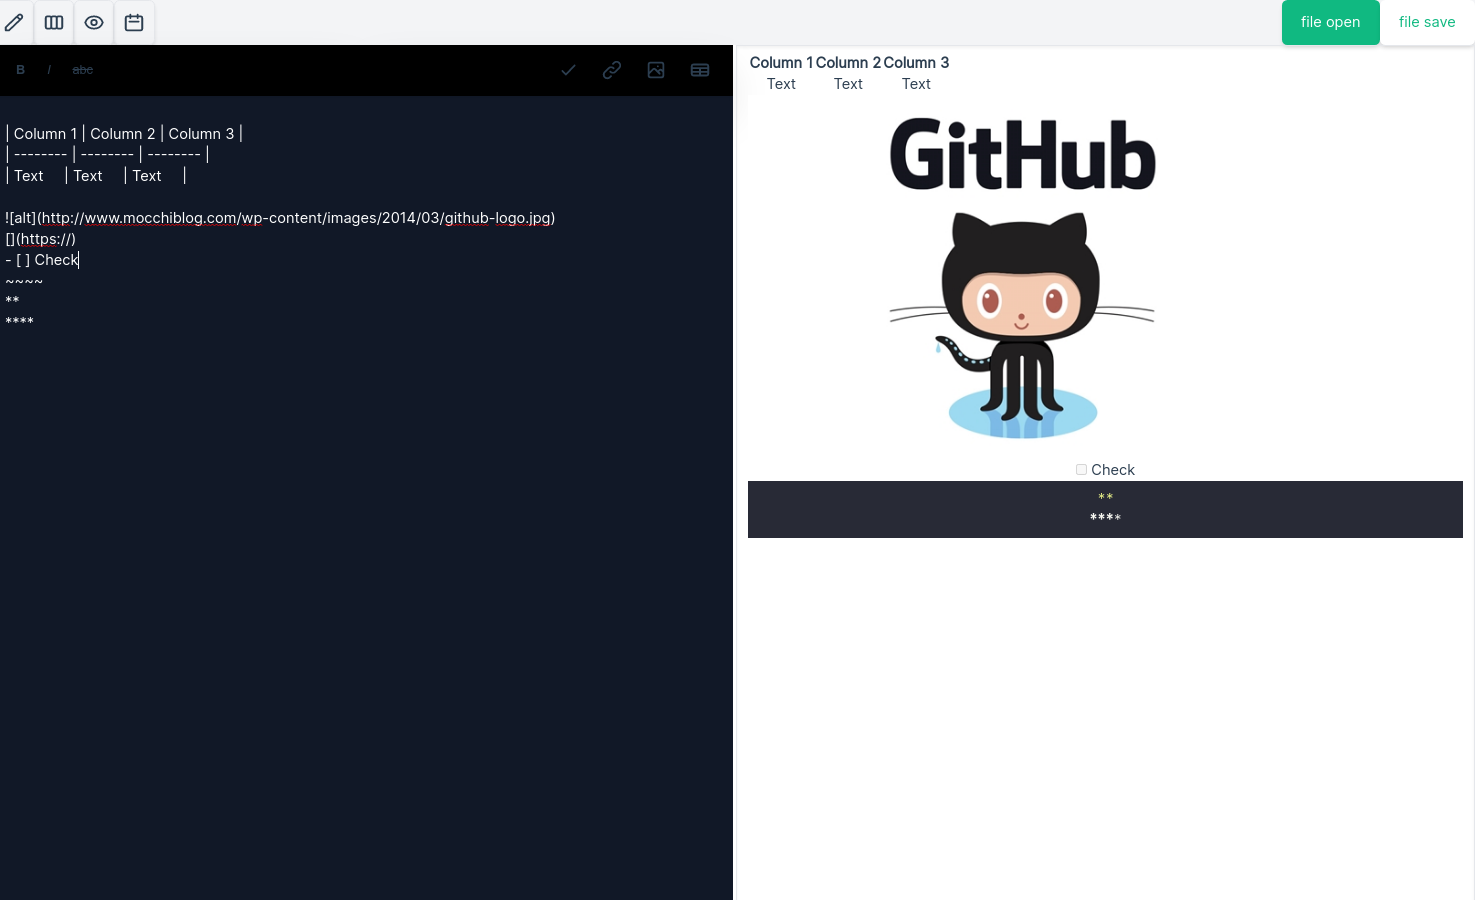 file open
file save
B I abc
| Column 1 | Column 2 | Column 3 |
| -------- | -------- | -------- |
| Text     | Text     | Text     |
![alt](http://www.mocchiblog.com/wp-content/images/2014/03/github-logo.jpg)
[](https://)
- [ ] Check
~~~~
**
****
Column 1 Column 2 Column 3
Text Text Text
GitHub
Check
**
****